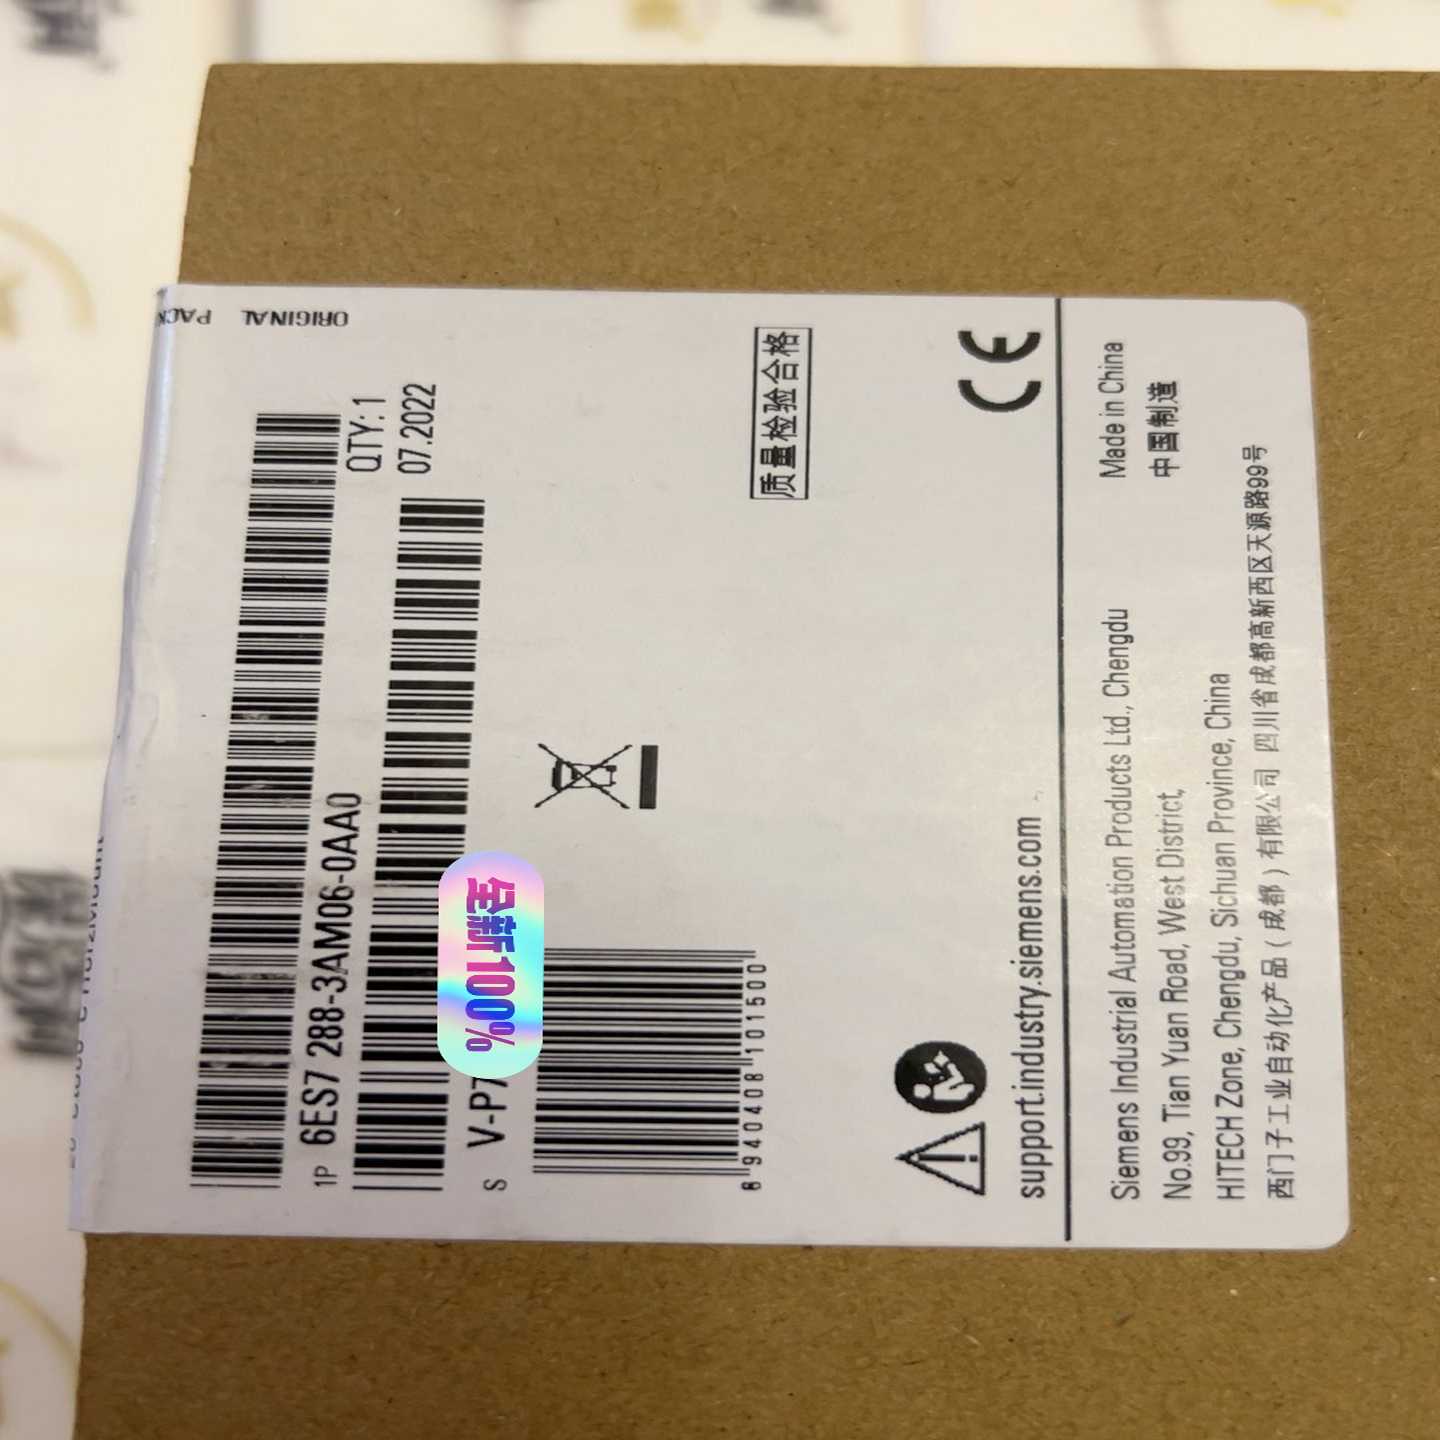 ORIGINAL
QTY: 1
07.2022
1P 6ES7 288-3AM06-0AA0
S V-P7
全新100%
6 940408 101500
质量检验合格
CE
support.industry.siemens.com
Made in China
中国制造
Siemens Industrial Automation Products Ltd., Chengdu
No.99, Tian Yuan Road, West District,
HITECH Zone, Chengdu, Sichuan Province, China
西门子工业自动化产品(成都)有限公司 四川省成都高新西区天源路99号